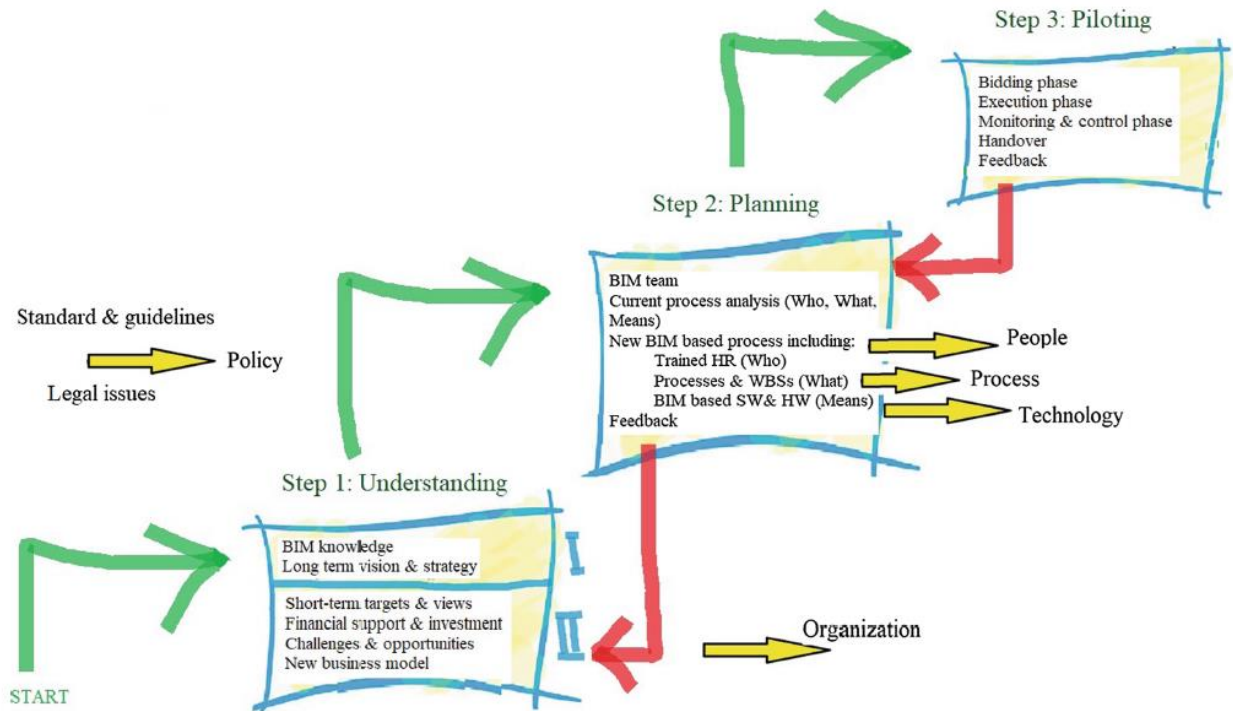 Step 3: Piloting
Bidding phase
Execution phase
Monitoring & control phase
Handover
Feedback
Step 2: Planning
BIM team
Current process analysis (Who, What,
Means)
New BIM based process including:
Trained HR (Who)
Processes & WBSs (What)
BIM based SW& HW (Means)
Feedback
People
Process
Technology
Standard & guidelines
Policy
Legal issues
Step 1: Understanding
BIM knowledge
Long term vision & strategy
I
Short-term targets & views
Financial support & investment
Challenges & opportunities
New business model
II
Organization
START